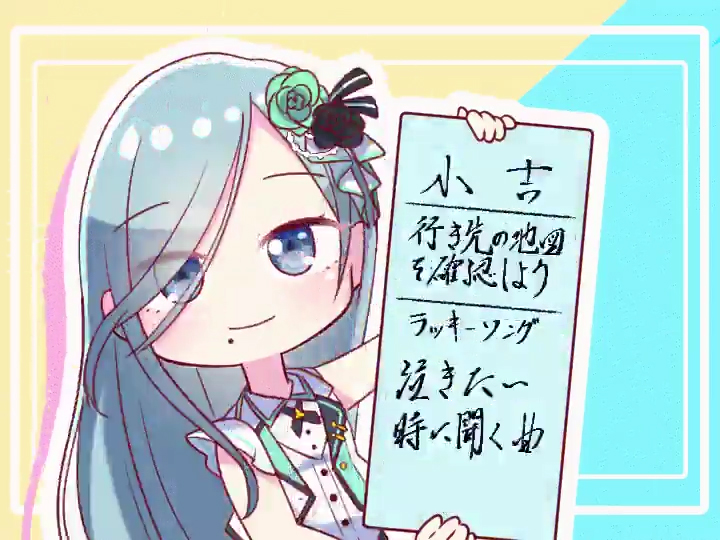 小吉
行き先の地図
を確認しよう
ラッキーソング
泣きたい
時に聞く曲